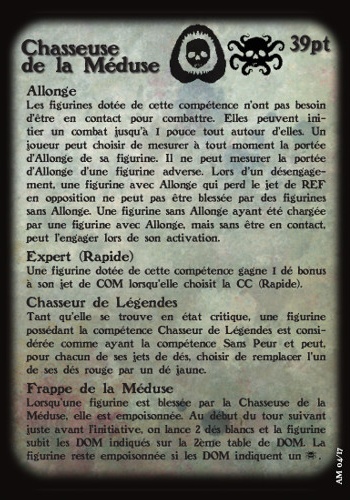 Chasseuse
de la Méduse
39pt
Allonge
Les figurines dotée de cette compétence n'ont pas besoin
d'être en contact pour combattre. Elles peuvent ini-
tier un combat jusqu'à 1 pouce tout autour d'elles. Un
joueur peut choisir de mesurer à tout moment la portée
d'Allonge de sa figurine. Il ne peut mesurer la portée
d'Allonge d'une figurine adverse. Lors d'un désengage-
ment, une figurine avec Allonge qui perd le jet de REF
en opposition ne peut pas être blessée par des figurines
sans Allonge. Une figurine sans Allonge ayant été chargée
par une figurine avec Allonge, mais sans être en contact,
peut l'engager lors de son activation.
Expert (Rapide)
Une figurine dotée de cette compétence gagne 1 dé bonus
à son jet de COM lorsqu'elle choisit la CC (Rapide).
Chasseur de Légendes
Tant qu'elle se trouve en état critique, une figurine
possédant la compétence Chasseur de Légendes est consi-
dérée comme ayant la compétence Sans Peur et peut,
pour chacun de ses jets de dés, choisir de remplacer l'un
de ses dés rouge par un dé jaune.
Frappe de la Méduse
Lorsqu'une figurine est blessée par la Chasseuse de la
Méduse, elle est empoisonnée. Au début du tour suivant
juste avant l'initiative, on lance 2 dés blancs et la figurine
subit les DOM indiqués sur la 2ème table de DOM. La
figurine reste empoisonnée si les DOM indiquent un .
AM 04/17